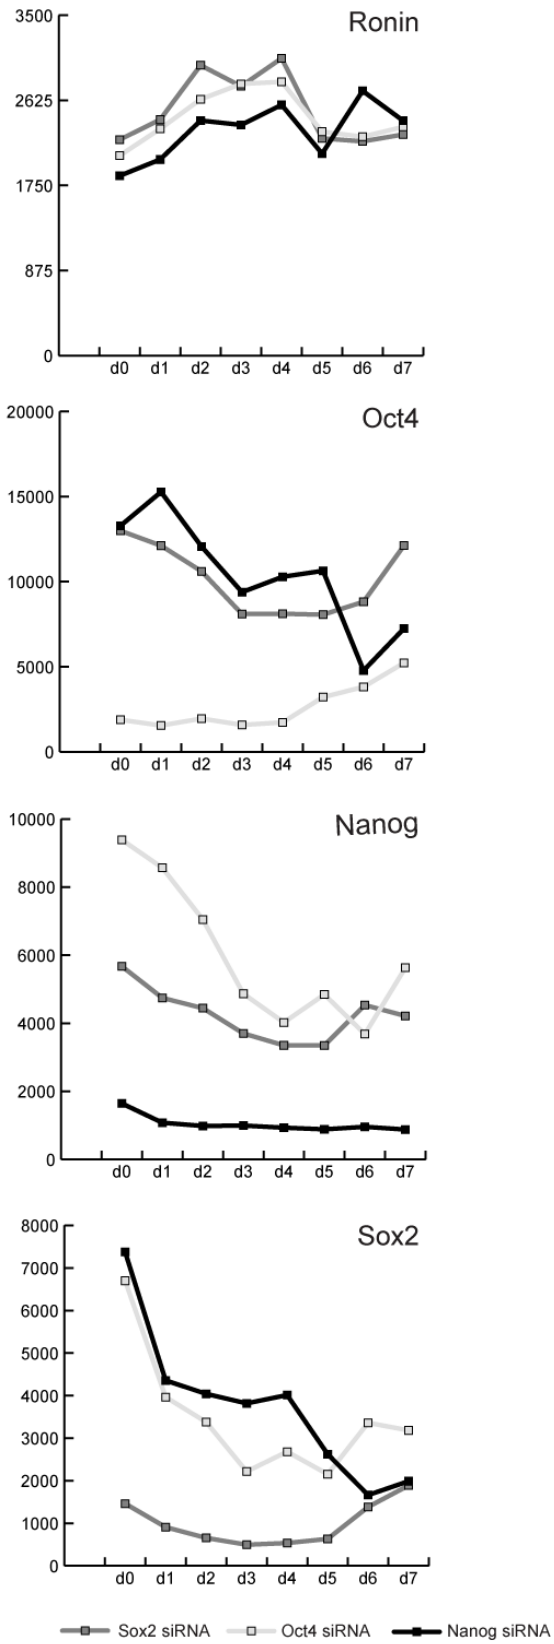 Ronin
3500
2625
1750
875
0
d0 d1 d2 d3 d4 d5 d6 d7
Oct4
20000
15000
10000
5000
0
d0 d1 d2 d3 d4 d5 d6 d7
Nanog
10000
8000
6000
4000
2000
0
d0 d1 d2 d3 d4 d5 d6 d7
Sox2
8000
7000
6000
5000
4000
3000
2000
1000
0
d0 d1 d2 d3 d4 d5 d6 d7
Sox2 siRNA Oct4 siRNA Nanog siRNA